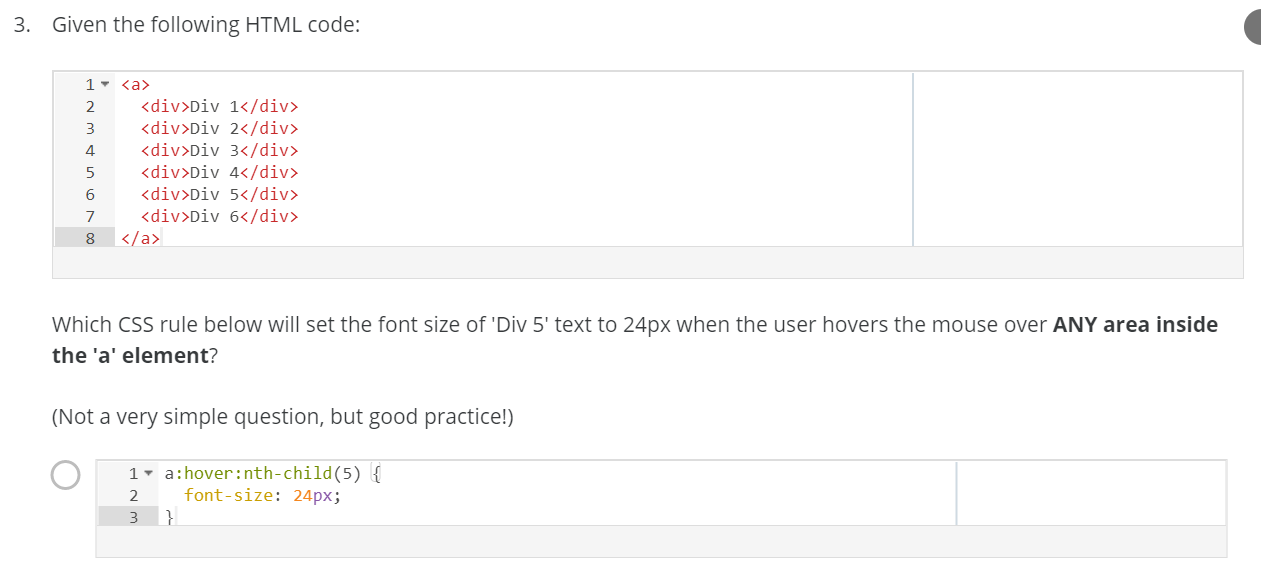 3. Given the following HTML code:
1 <a>
2 <div>Div 1</div>
3 <div>Div 2</div>
4 <div>Div 3</div>
5 <div>Div 4</div>
6 <div>Div 5</div>
7 <div>Div 6</div>
8 </a>
Which CSS rule below will set the font size of 'Div 5' text to 24px when the user hovers the mouse over ANY area inside
the 'a' element?
(Not a very simple question, but good practice!)
1 a:hover:nth-child(5) {
2 font-size: 24px;
3 }